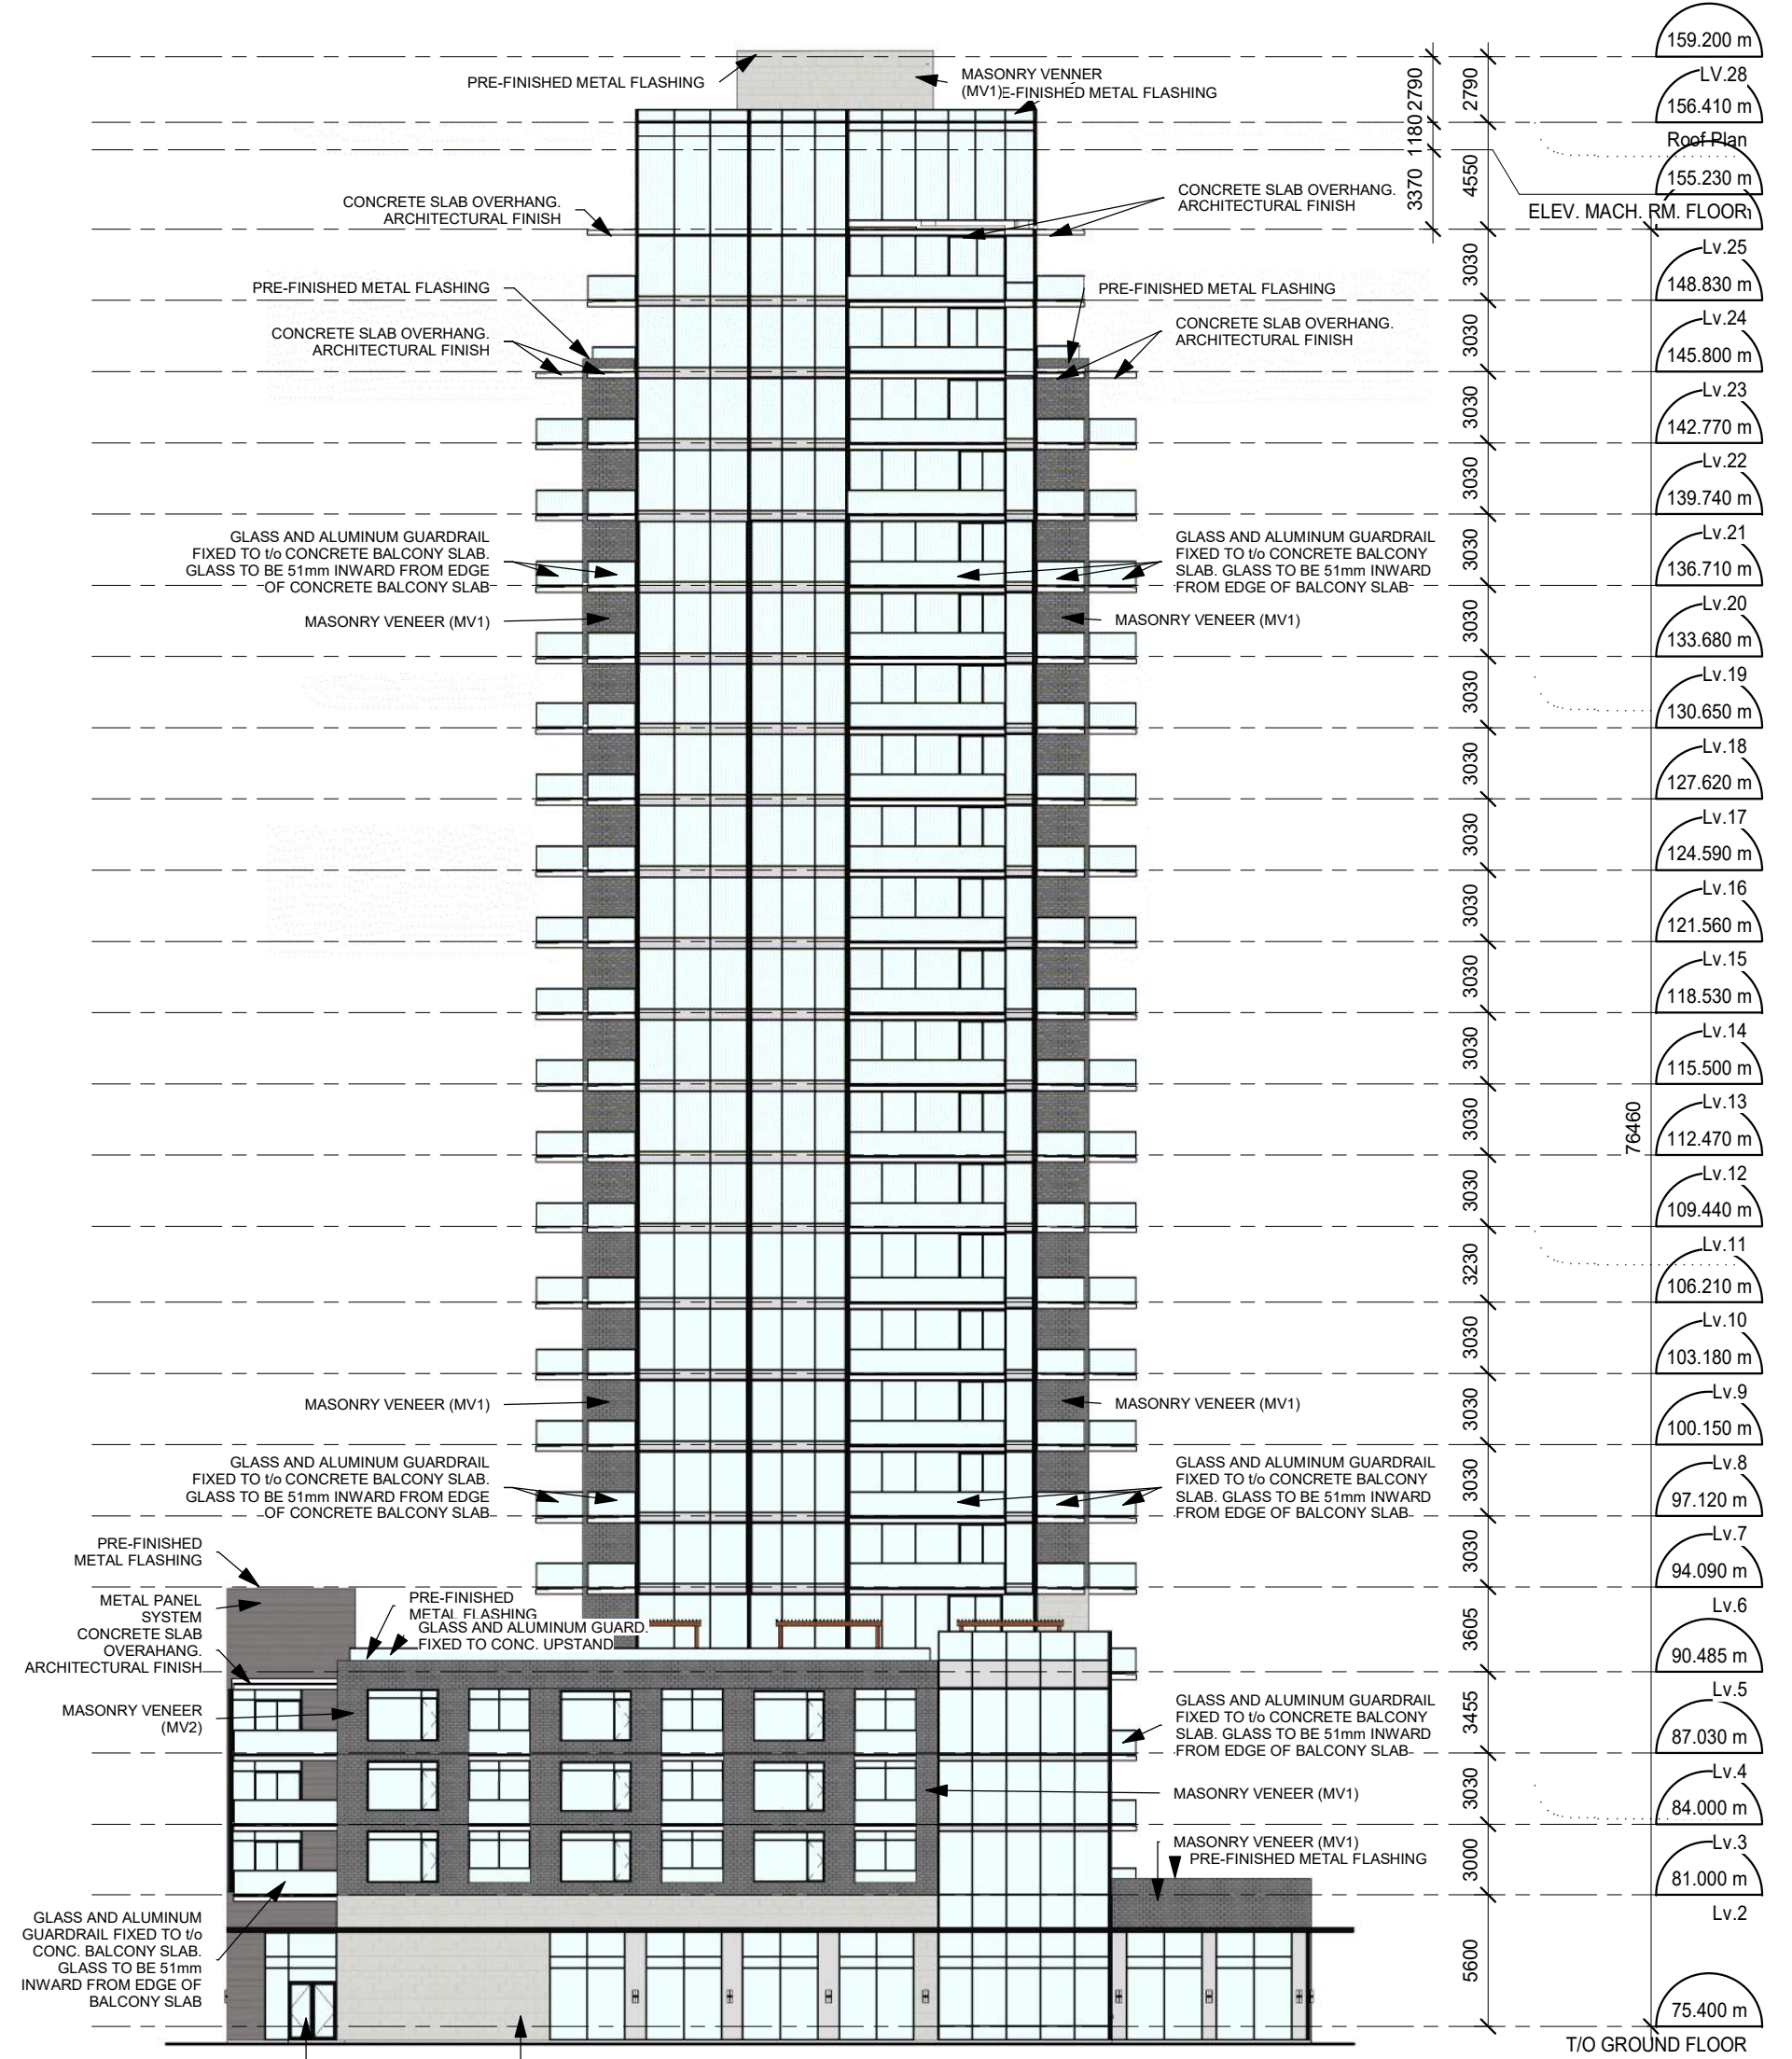 159.200 m
LV.28
156.410 m
Roof Plan
155.230 m
ELEV. MACH. RM. FLOOR
Lv.25
148.830 m
Lv.24
145.800 m
Lv.23
142.770 m
Lv.22
139.740 m
Lv.21
136.710 m
Lv.20
133.680 m
Lv.19
130.650 m
Lv.18
127.620 m
Lv.17
124.590 m
Lv.16
121.560 m
Lv.15
118.530 m
Lv.14
115.500 m
Lv.13
112.470 m
Lv.12
109.440 m
Lv.11
106.210 m
Lv.10
103.180 m
Lv.9
100.150 m
Lv.8
97.120 m
Lv.7
94.090 m
Lv.6
90.485 m
Lv.5
87.030 m
Lv.4
84.000 m
Lv.3
81.000 m
Lv.2
75.400 m
T/O GROUND FLOOR
2790
1180
3370
2790
4550
3030
3030
3030
3030
3030
3030
3030
3030
3030
3030
3030
3030
3030
3030
3230
3030
3030
3030
3030
3605
3455
3030
3000
5600
76460
PRE-FINISHED METAL FLASHING
MASONRY VENNER
(MV1)
E-FINISHED METAL FLASHING
CONCRETE SLAB OVERHANG.
ARCHITECTURAL FINISH
CONCRETE SLAB OVERHANG.
ARCHITECTURAL FINISH
PRE-FINISHED METAL FLASHING
PRE-FINISHED METAL FLASHING
CONCRETE SLAB OVERHANG.
ARCHITECTURAL FINISH
CONCRETE SLAB OVERHANG.
ARCHITECTURAL FINISH
GLASS AND ALUMINUM GUARDRAIL
FIXED TO t/o CONCRETE BALCONY SLAB.
GLASS TO BE 51mm INWARD FROM EDGE
OF CONCRETE BALCONY SLAB
GLASS AND ALUMINUM GUARDRAIL
FIXED TO t/o CONCRETE BALCONY
SLAB. GLASS TO BE 51mm INWARD
FROM EDGE OF BALCONY SLAB
MASONRY VENEER (MV1)
MASONRY VENEER (MV1)
MASONRY VENEER (MV1)
MASONRY VENEER (MV1)
GLASS AND ALUMINUM GUARDRAIL
FIXED TO t/o CONCRETE BALCONY SLAB.
GLASS TO BE 51mm INWARD FROM EDGE
OF CONCRETE BALCONY SLAB
GLASS AND ALUMINUM GUARDRAIL
FIXED TO t/o CONCRETE BALCONY
SLAB. GLASS TO BE 51mm INWARD
FROM EDGE OF BALCONY SLAB
PRE-FINISHED
METAL FLASHING
METAL PANEL
SYSTEM
CONCRETE SLAB
OVERAHANG.
ARCHITECTURAL FINISH
PRE-FINISHED
METAL FLASHING
GLASS AND ALUMINUM GUARD.
FIXED TO CONC. UPSTAND
MASONRY VENEER
(MV2)
GLASS AND ALUMINUM GUARDRAIL
FIXED TO t/o CONCRETE BALCONY
SLAB. GLASS TO BE 51mm INWARD
FROM EDGE OF BALCONY SLAB
MASONRY VENEER (MV1)
MASONRY VENEER (MV1)
PRE-FINISHED METAL FLASHING
GLASS AND ALUMINUM
GUARDRAIL FIXED TO t/o
CONC. BALCONY SLAB.
GLASS TO BE 51mm
INWARD FROM EDGE OF
BALCONY SLAB